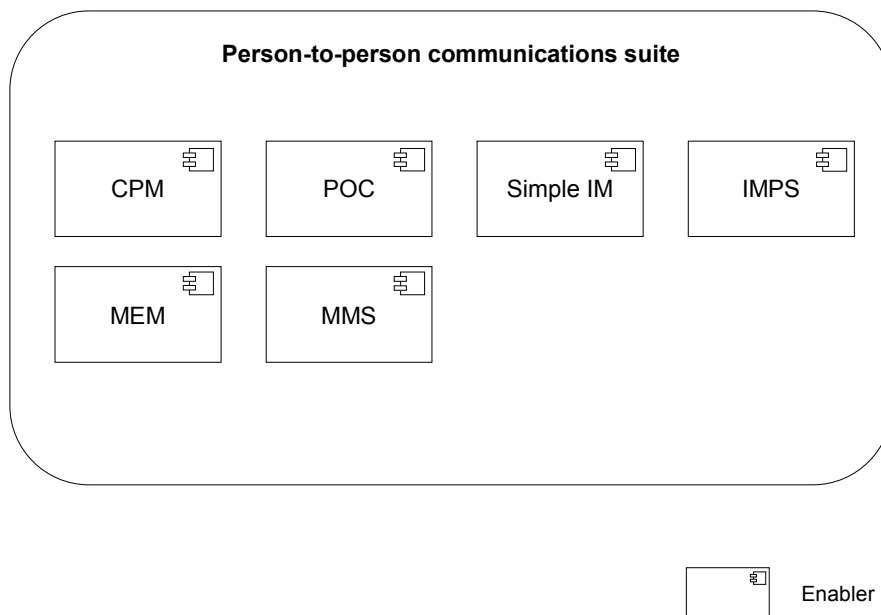 Person-to-person communications suite
CPM
POC
Simple IM
IMPS
MEM
MMS
Enabler